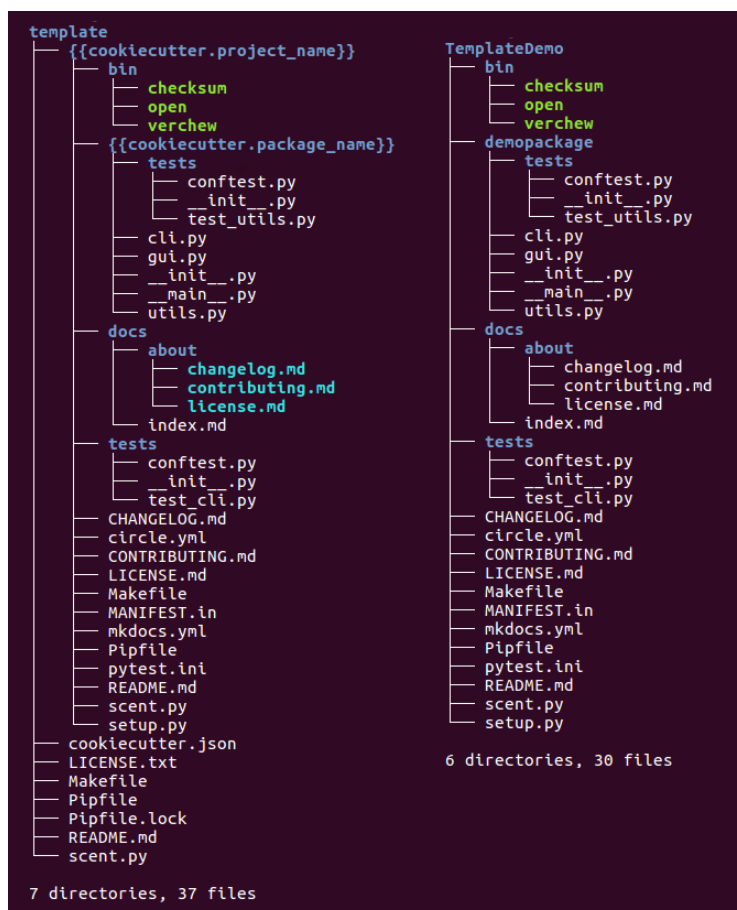 template
├── {{cookiecutter.project_name}}
│   ├── bin
│   │   ├── checksum
│   │   ├── open
│   │   └── verchew
│   ├── {{cookiecutter.package_name}}
│   │   ├── tests
│   │   │   ├── conftest.py
│   │   │   ├── __init__.py
│   │   │   └── test_utils.py
│   │   ├── cli.py
│   │   ├── gui.py
│   │   ├── __init__.py
│   │   ├── __main__.py
│   │   └── utils.py
│   ├── docs
│   │   ├── about
│   │   │   ├── changelog.md
│   │   │   ├── contributing.md
│   │   │   └── license.md
│   │   └── index.md
│   ├── tests
│   │   ├── conftest.py
│   │   ├── __init__.py
│   │   └── test_cli.py
│   ├── CHANGELOG.md
│   ├── circle.yml
│   ├── CONTRIBUTING.md
│   ├── LICENSE.md
│   ├── Makefile
│   ├── MANIFEST.in
│   ├── mkdocs.yml
│   ├── Pipfile
│   ├── pytest.ini
│   ├── README.md
│   ├── scent.py
│   └── setup.py
├── cookiecutter.json
├── LICENSE.txt
├── Makefile
├── Pipfile
├── Pipfile.lock
├── README.md
└── scent.py
7 directories, 37 files
TemplateDemo
├── bin
│   ├── checksum
│   ├── open
│   └── verchew
├── demopackage
│   ├── tests
│   │   ├── conftest.py
│   │   ├── __init__.py
│   │   └── test_utils.py
│   ├── cli.py
│   ├── gui.py
│   ├── __init__.py
│   ├── __main__.py
│   └── utils.py
├── docs
│   ├── about
│   │   ├── changelog.md
│   │   ├── contributing.md
│   │   └── license.md
│   └── index.md
├── tests
│   ├── conftest.py
│   ├── __init__.py
│   └── test_cli.py
├── CHANGELOG.md
├── circle.yml
├── CONTRIBUTING.md
├── LICENSE.md
├── Makefile
├── MANIFEST.in
├── mkdocs.yml
├── Pipfile
├── pytest.ini
├── README.md
├── scent.py
└── setup.py
6 directories, 30 files